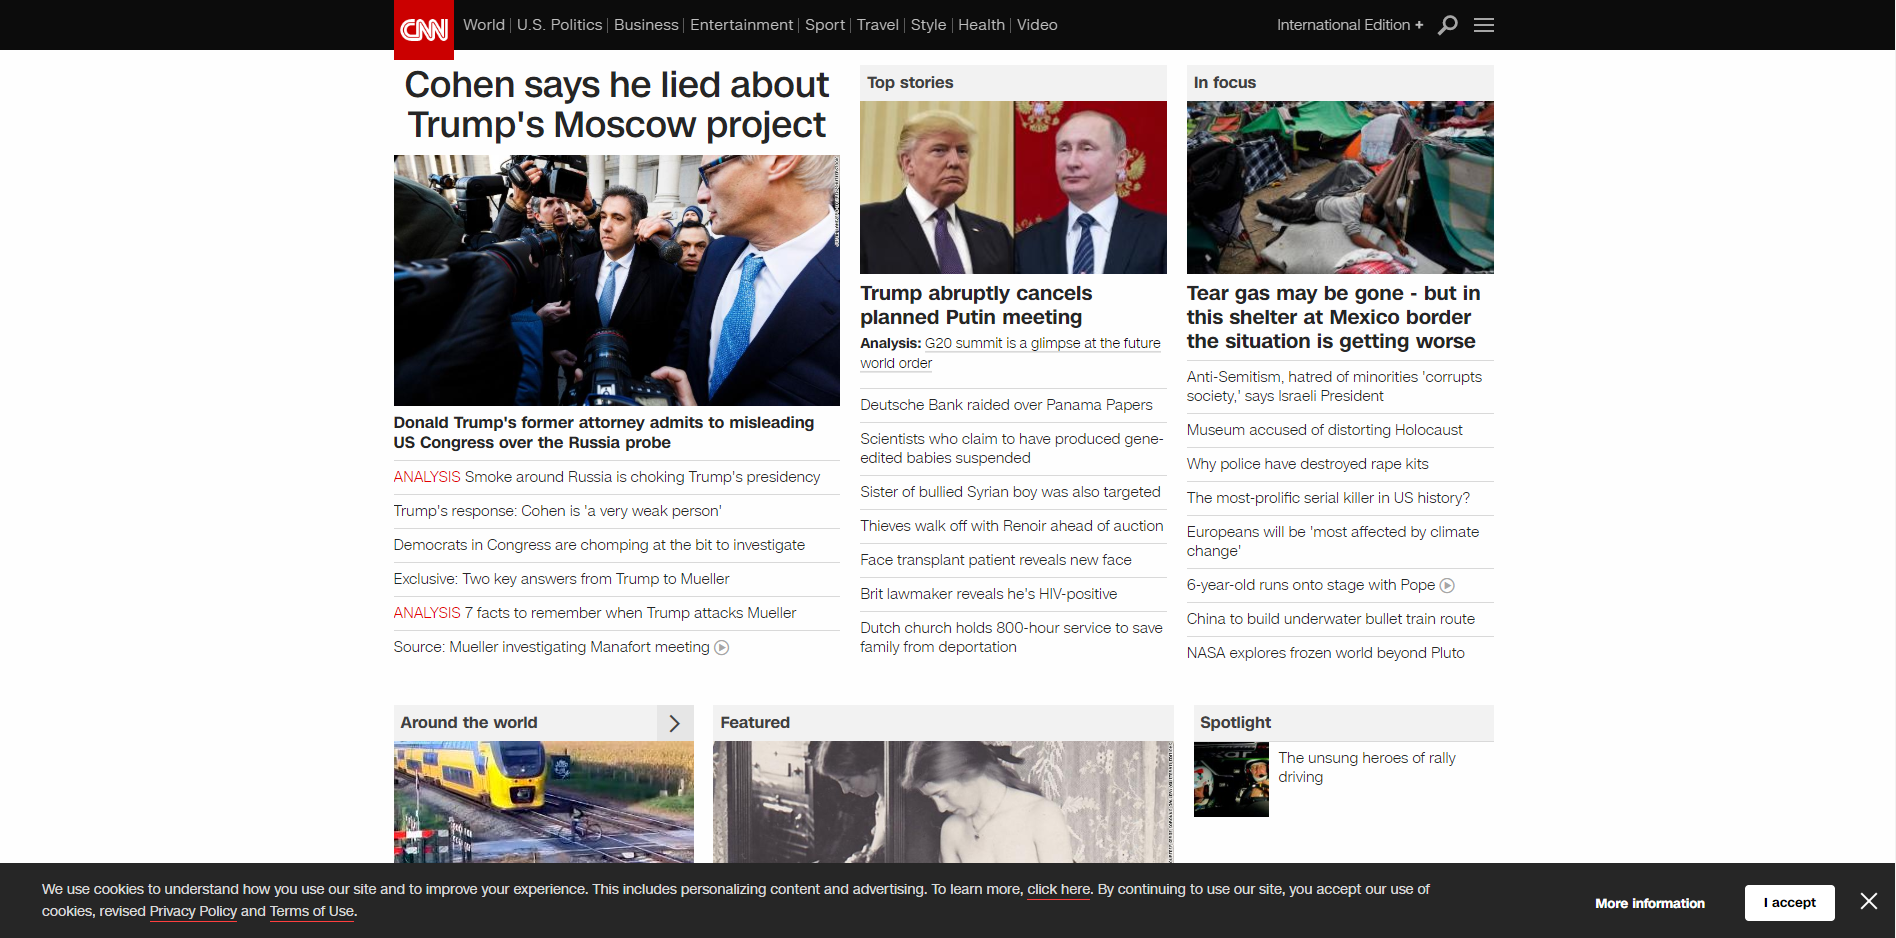 CNN
World
U.S. Politics
Business
Entertainment
Sport
Travel
Style
Health
Video
International Edition +
Cohen says he lied about
Trump's Moscow project
Donald Trump's former attorney admits to misleading
US Congress over the Russia probe
ANALYSIS Smoke around Russia is choking Trump's presidency
Trump's response: Cohen is 'a very weak person'
Democrats in Congress are chomping at the bit to investigate
Exclusive: Two key answers from Trump to Mueller
ANALYSIS 7 facts to remember when Trump attacks Mueller
Source: Mueller investigating Manafort meeting
Top stories
Trump abruptly cancels
planned Putin meeting
Analysis: G20 summit is a glimpse at the future
world order
Deutsche Bank raided over Panama Papers
Scientists who claim to have produced gene-
edited babies suspended
Sister of bullied Syrian boy was also targeted
Thieves walk off with Renoir ahead of auction
Face transplant patient reveals new face
Brit lawmaker reveals he's HIV-positive
Dutch church holds 800-hour service to save
family from deportation
In focus
Tear gas may be gone - but in
this shelter at Mexico border
the situation is getting worse
Anti-Semitism, hatred of minorities 'corrupts
society,' says Israeli President
Museum accused of distorting Holocaust
Why police have destroyed rape kits
The most-prolific serial killer in US history?
Europeans will be 'most affected by climate
change'
6-year-old runs onto stage with Pope
China to build underwater bullet train route
NASA explores frozen world beyond Pluto
Around the world
Featured
Spotlight
The unsung heroes of rally
driving
We use cookies to understand how you use our site and to improve your experience. This includes personalizing content and advertising. To learn more, click here. By continuing to use our site, you accept our use of
cookies, revised Privacy Policy and Terms of Use.
More information
I accept